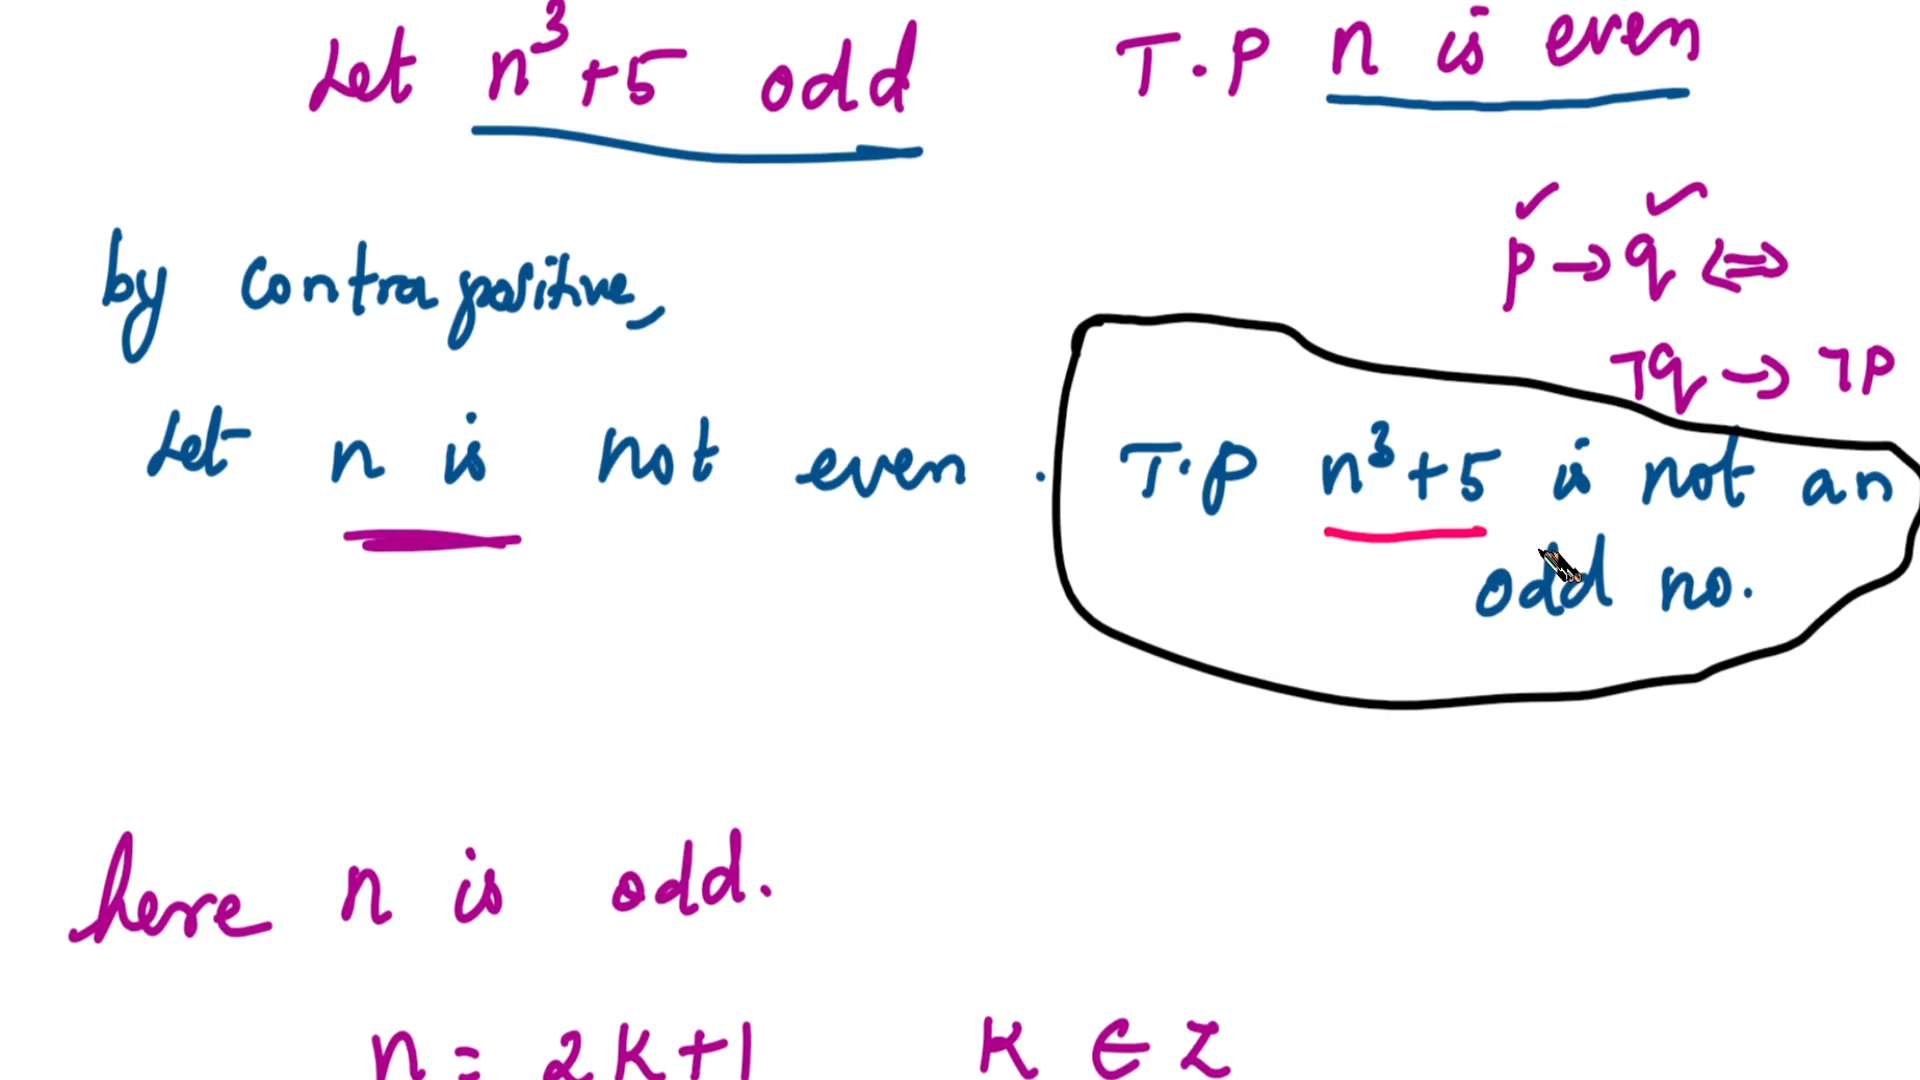 Let n³+5 odd T.P n is even
p → q ⇔
by contrapositive,
¬q → ¬p
Let n is not even . T.P n³+5 is not an
odd no.
here n is odd.
n = 2k+1 k ∈ Z